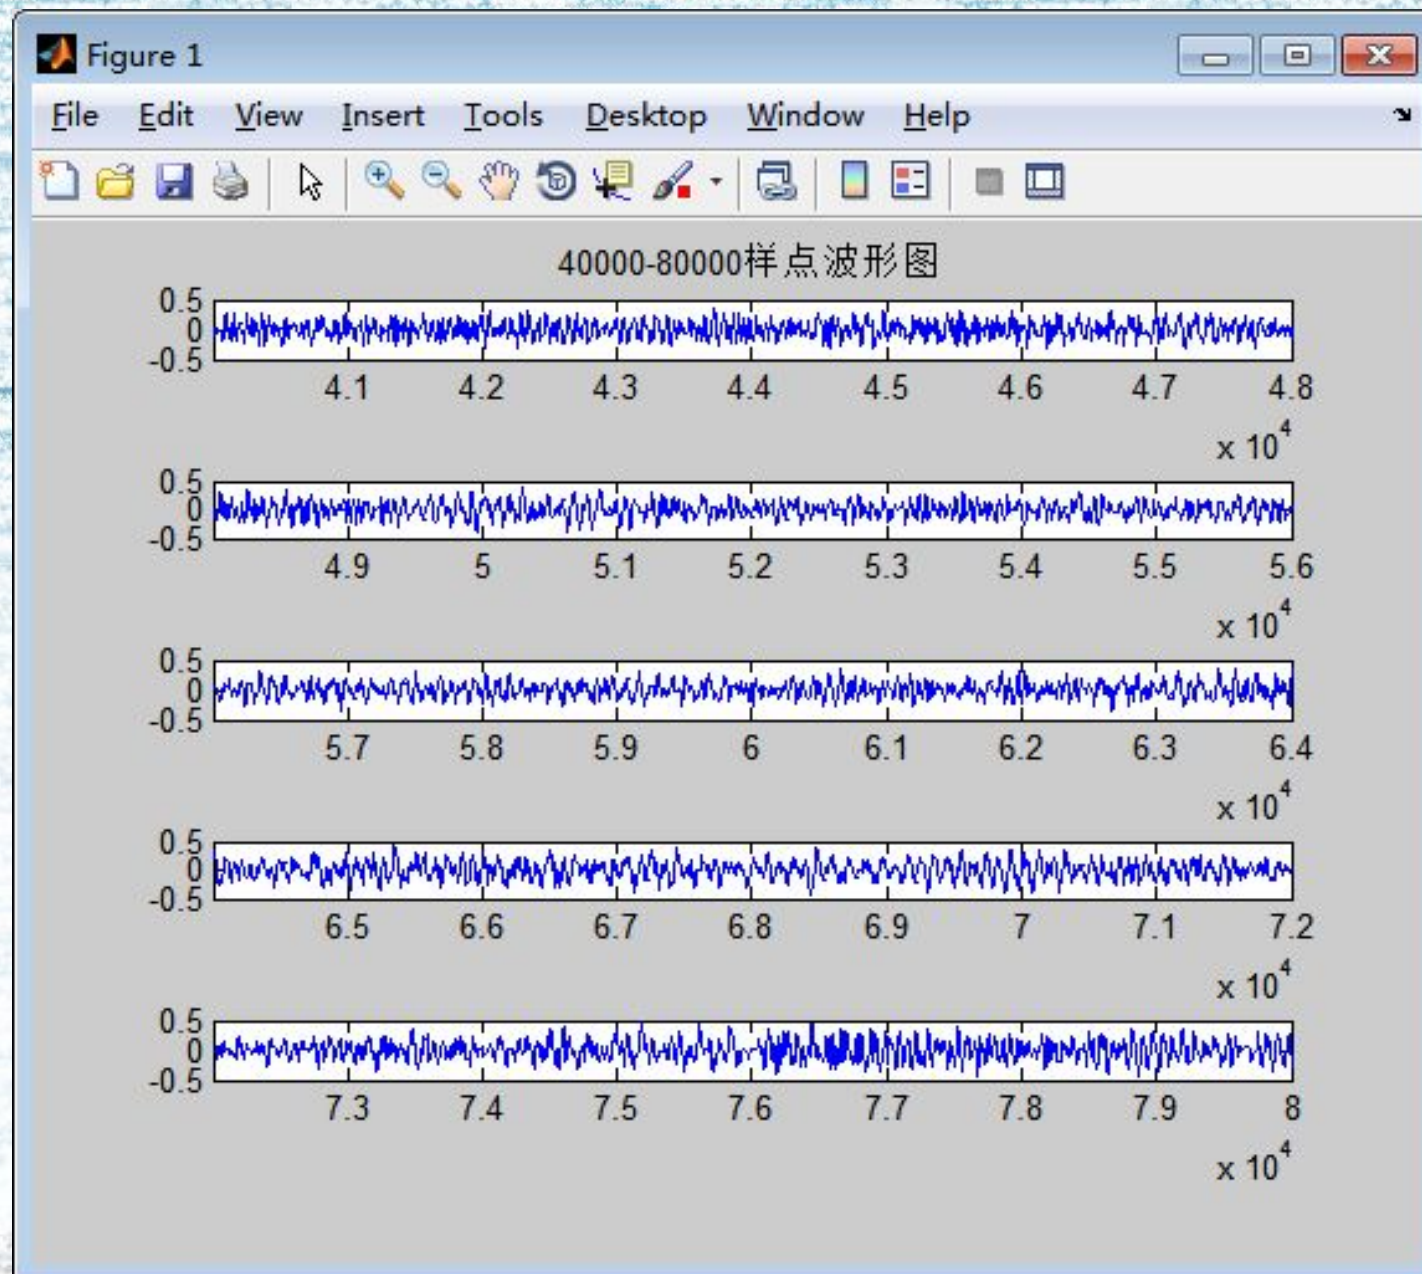 Figure 1
File Edit View Insert Tools Desktop Window Help
40000-80000样点波形图
0.5
0
-0.5
4.1 4.2 4.3 4.4 4.5 4.6 4.7 4.8
x 10^4
0.5
0
-0.5
4.9 5 5.1 5.2 5.3 5.4 5.5 5.6
x 10^4
0.5
0
-0.5
5.7 5.8 5.9 6 6.1 6.2 6.3 6.4
x 10^4
0.5
0
-0.5
6.5 6.6 6.7 6.8 6.9 7 7.1 7.2
x 10^4
0.5
0
-0.5
7.3 7.4 7.5 7.6 7.7 7.8 7.9 8
x 10^4